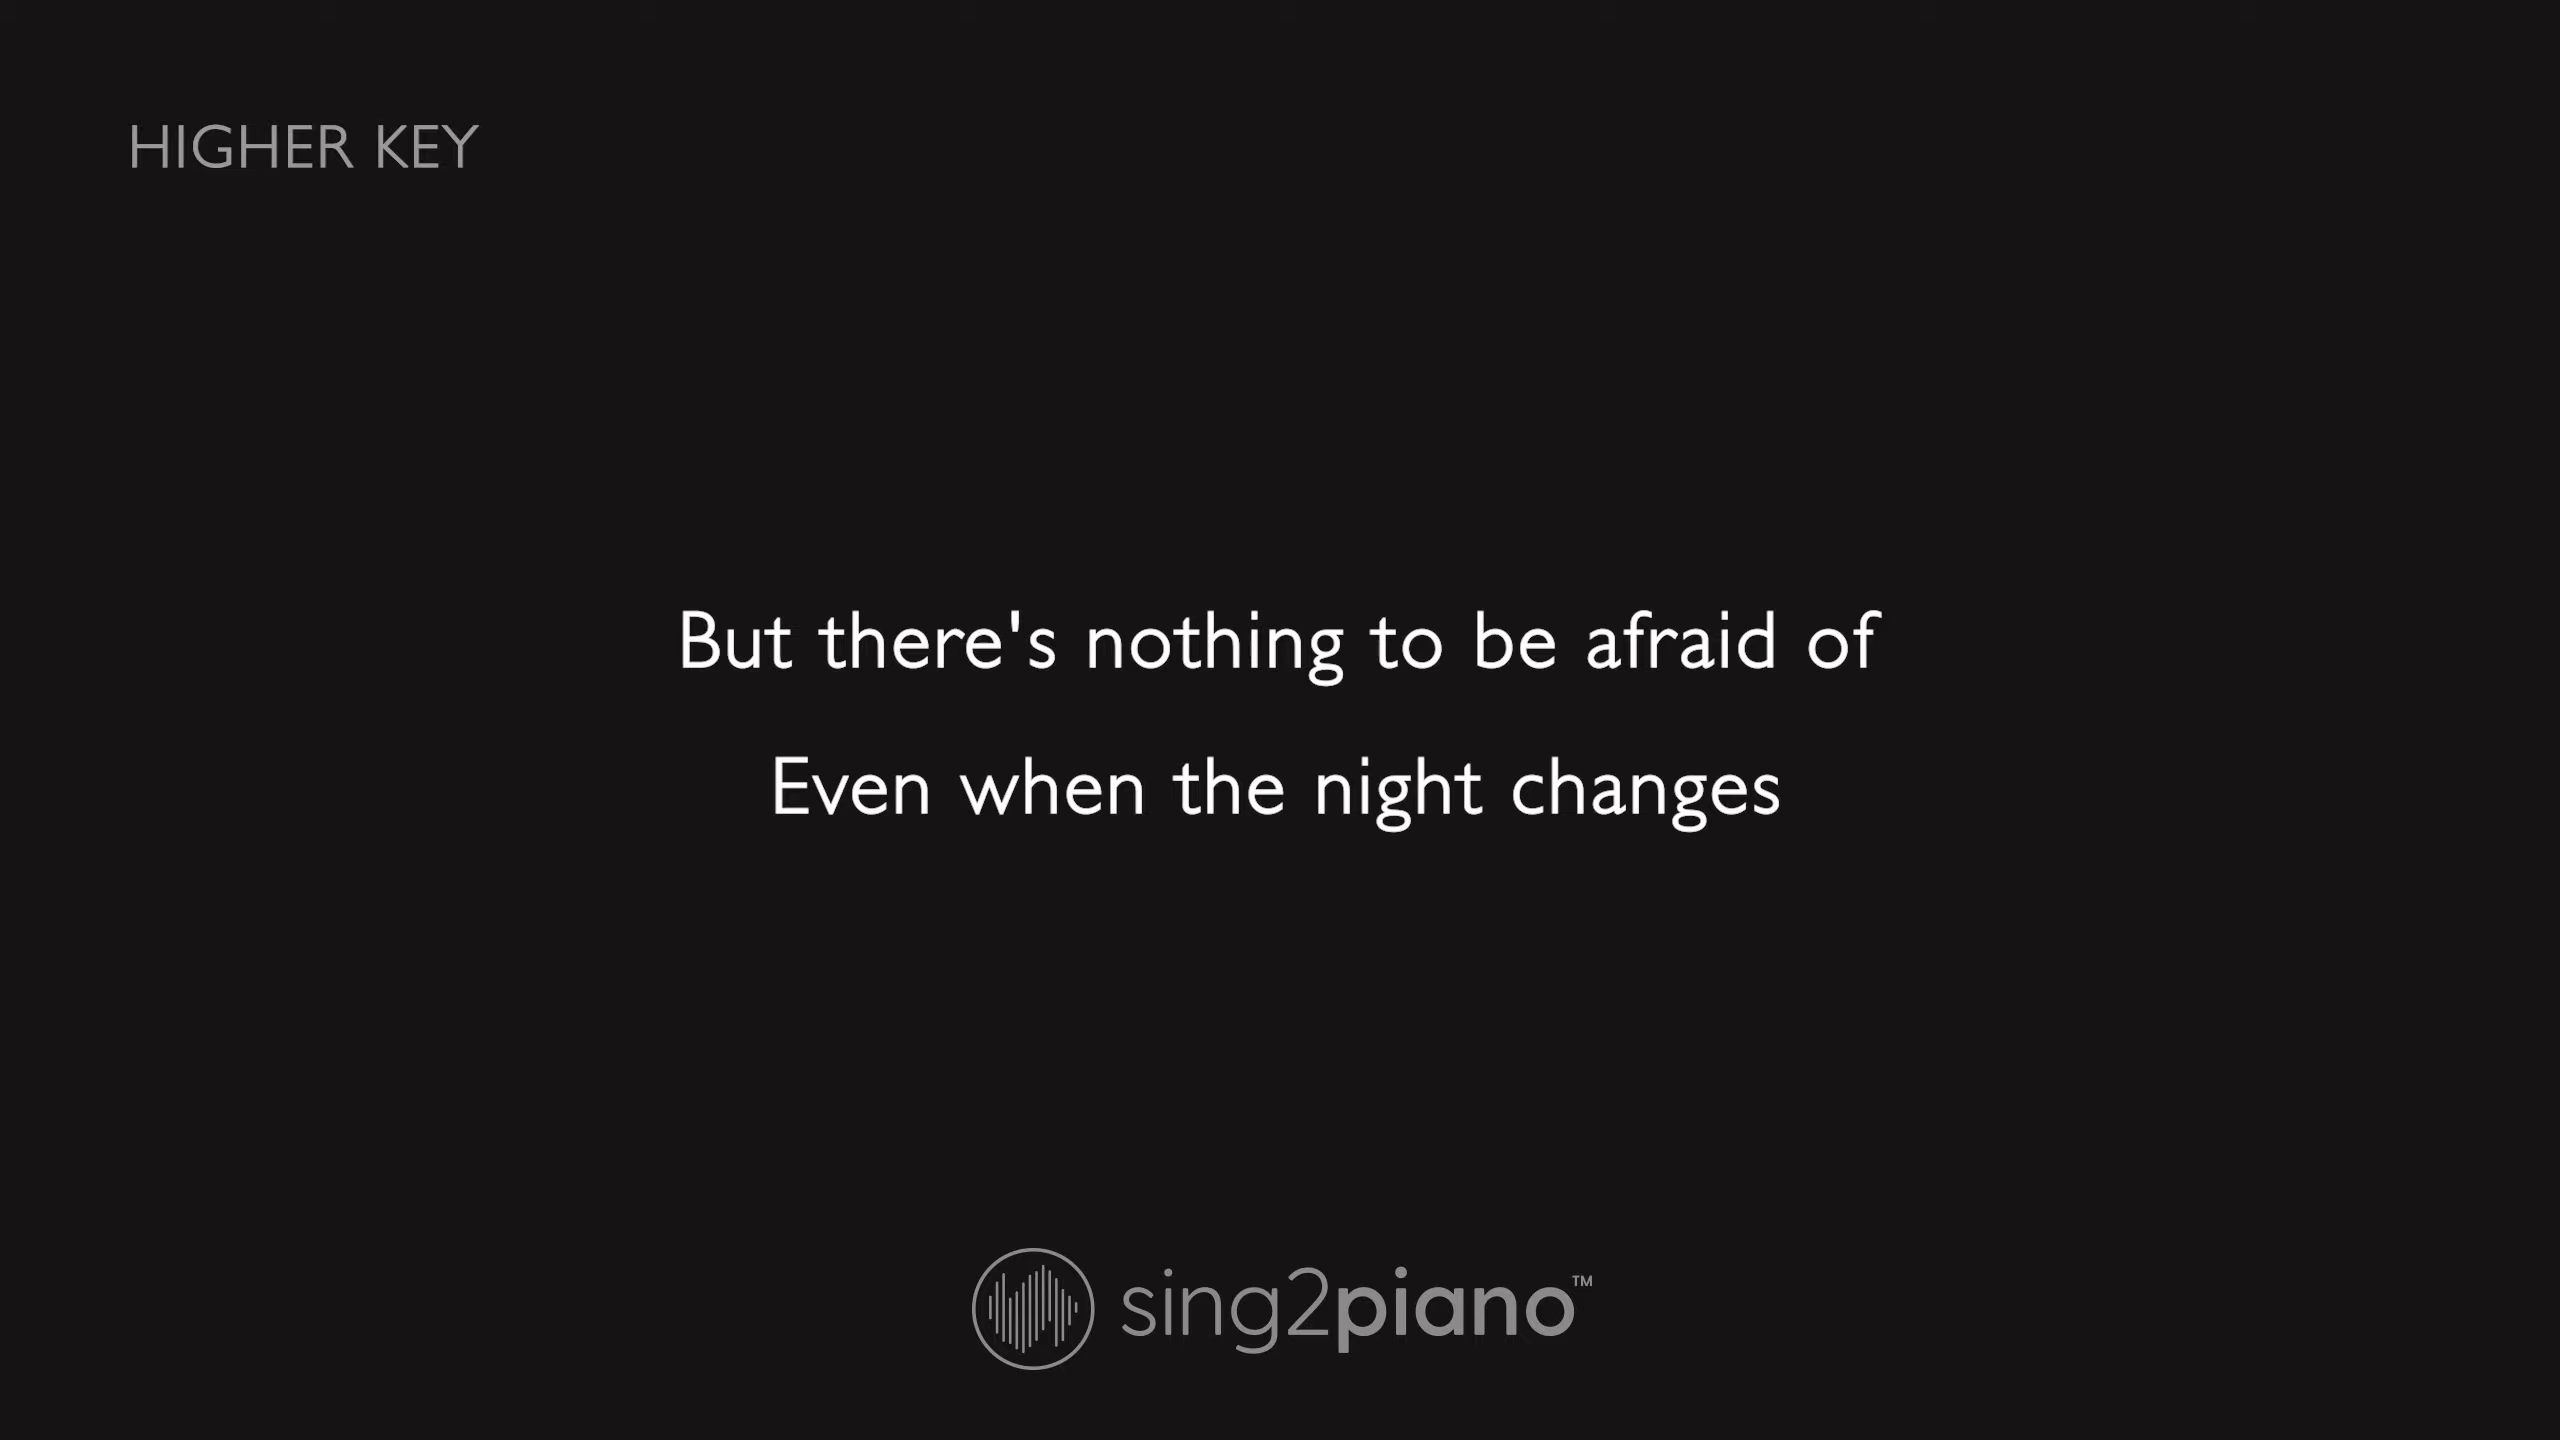 HIGHER KEY
But there's nothing to be afraid of
Even when the night changes
sing2piano™